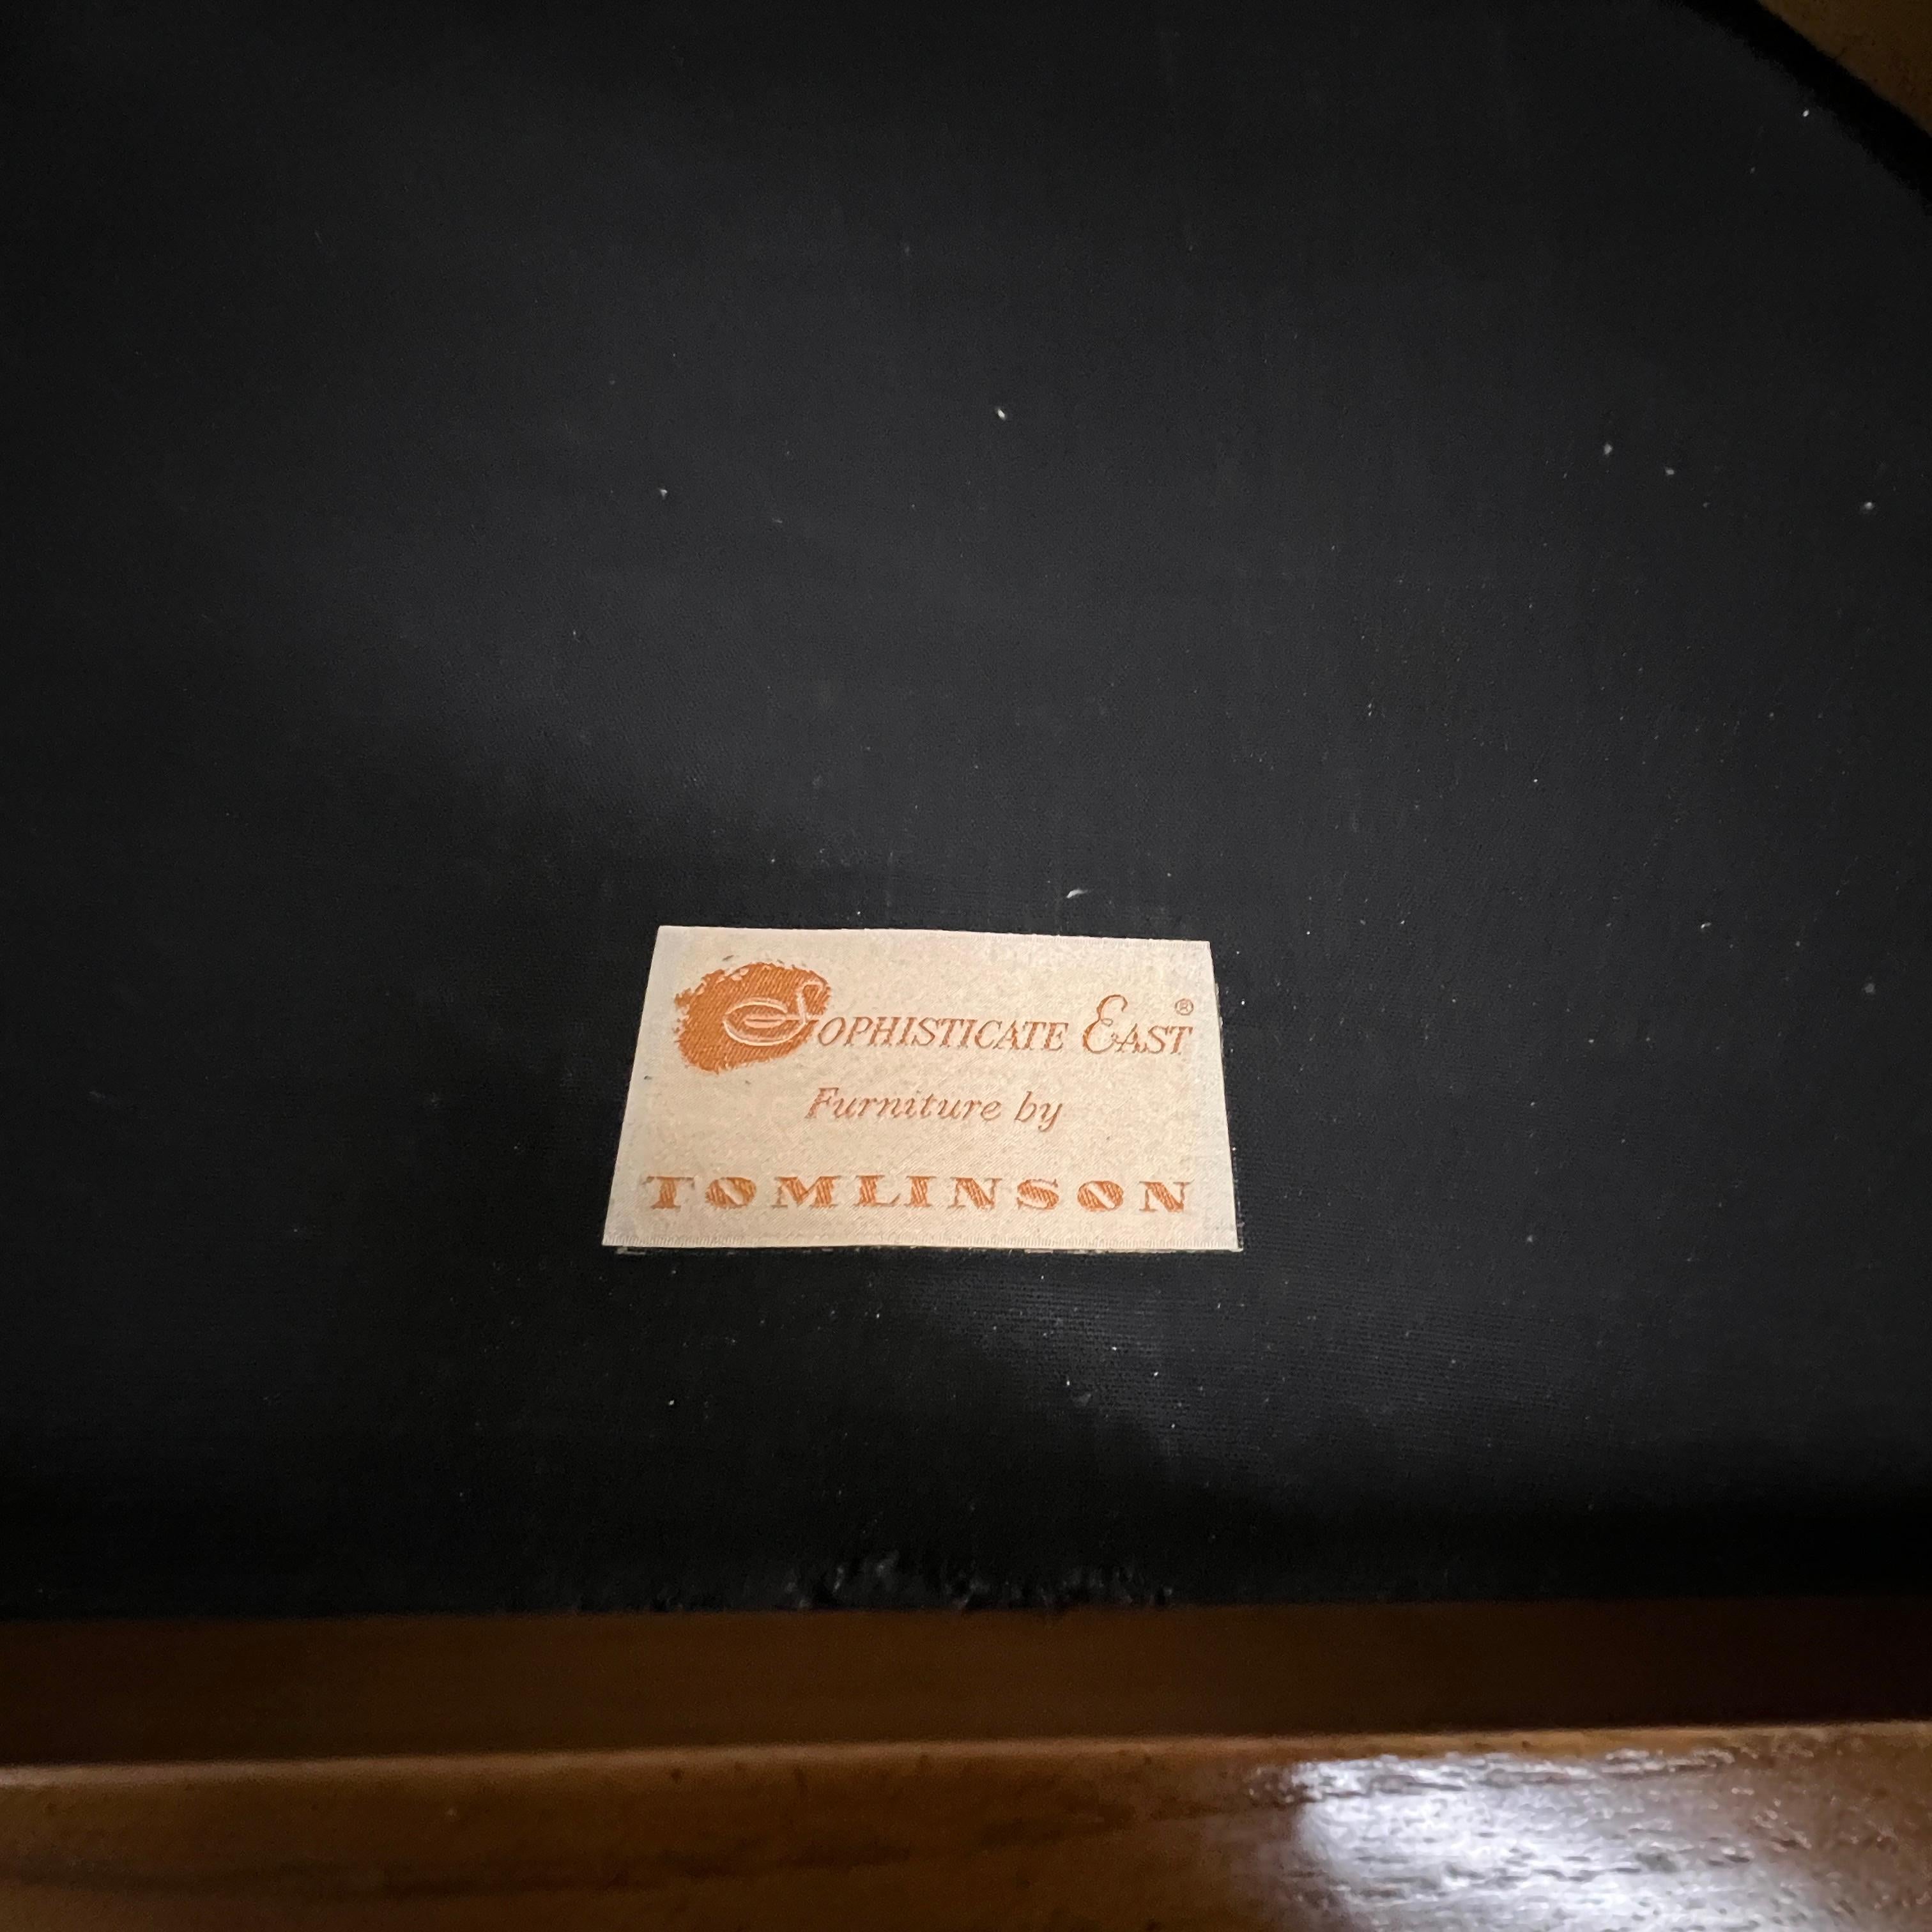 SOPHISTICATE EAST®
Furniture by
TOMLINSON